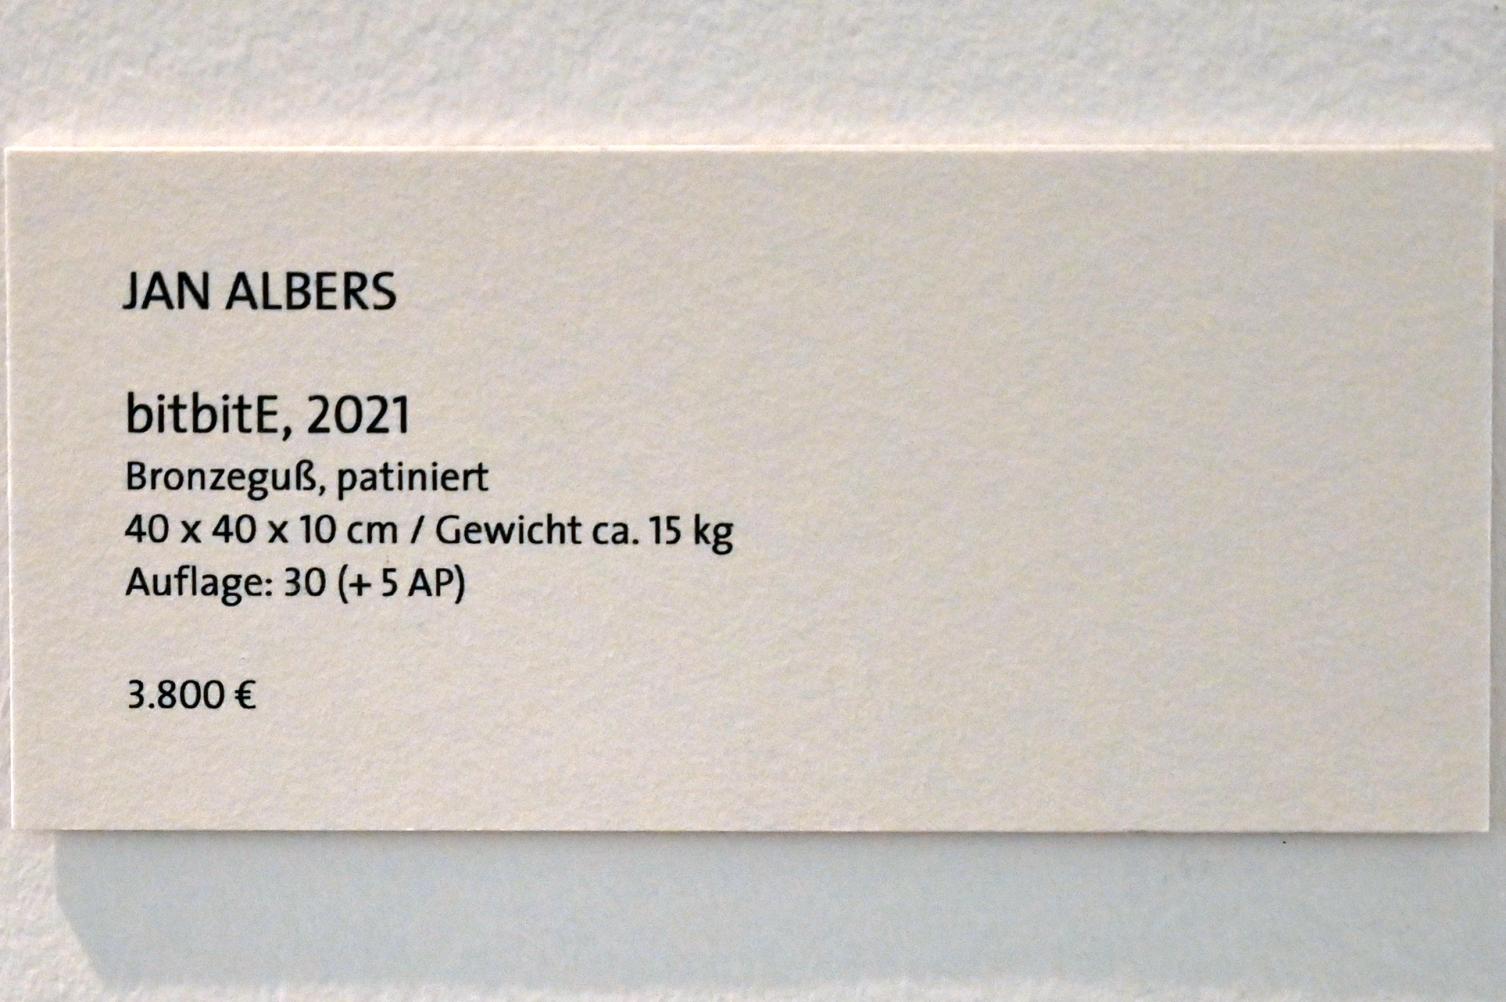 JAN ALBERS
bitbitE, 2021
Bronzeguß, patiniert
40 x 40 x 10 cm / Gewicht ca. 15 kg
Auflage: 30 (+ 5 AP)
3.800 €